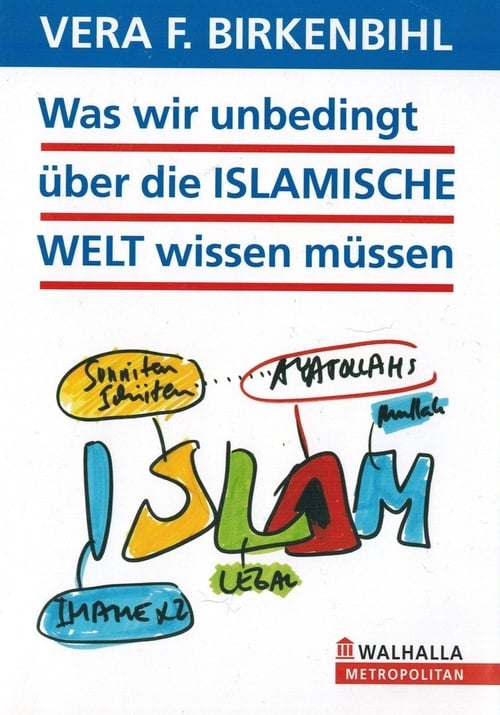 VERA F. BIRKENBIHL
Was wir unbedingt
über die ISLAMISCHE
WELT wissen müssen
Sunniten
Schiiten
AYATOLLAHS
Mullah
ISLAM
LEGAL
IMAME x2
WALHALLA
METROPOLITAN